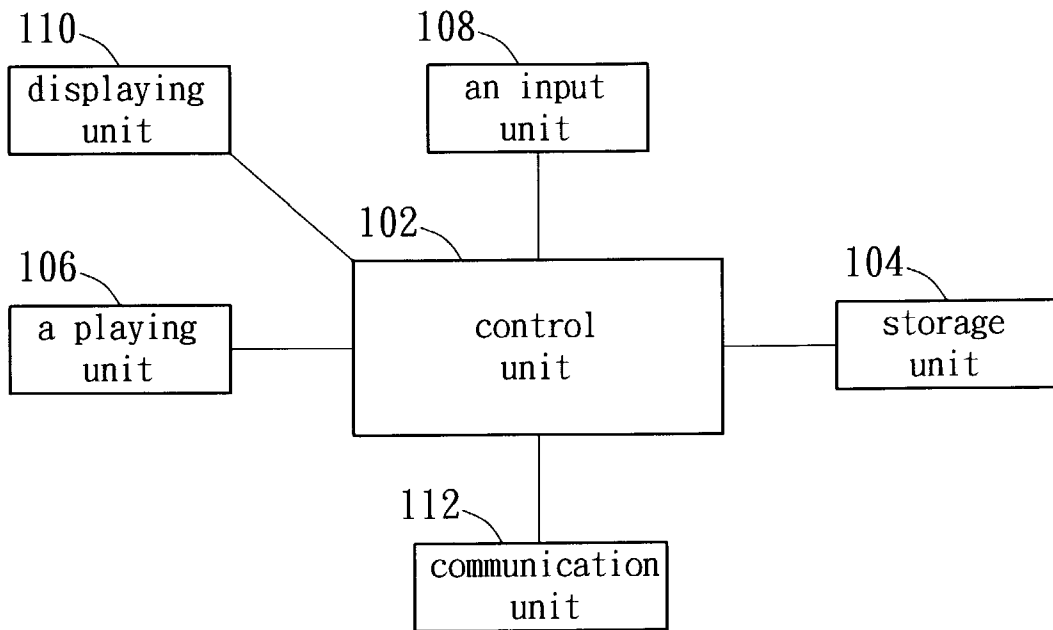 110
displaying
unit
108
an input
unit
102
control
unit
106
a playing
unit
104
storage
unit
112
communication
unit